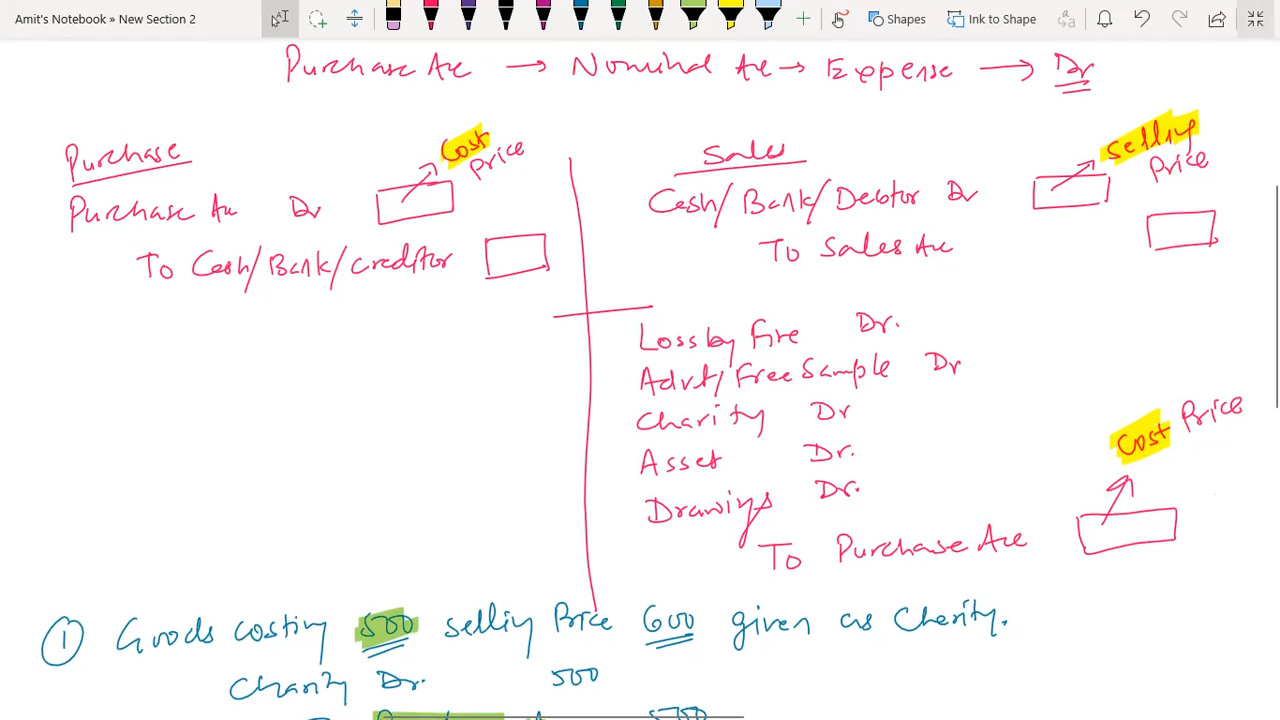 Amit's Notebook » New Section 2
Shapes
Ink to Shape
Purchase A/c → Nominal A/c → Expense → Dr
Purchase
Cost Price
Purchase A/c Dr
To Cash/Bank/Creditor
Sales
Selling Price
Cash/Bank/Debtor Dr
To Sales A/c
Loss by Fire Dr.
Advt/Free Sample Dr
Charity Dr
Asset Dr.
Drawings Dr.
Cost Price
To Purchase A/c
① Goods costing 500 selling Price 600 given as Charity.
Charity Dr. 500